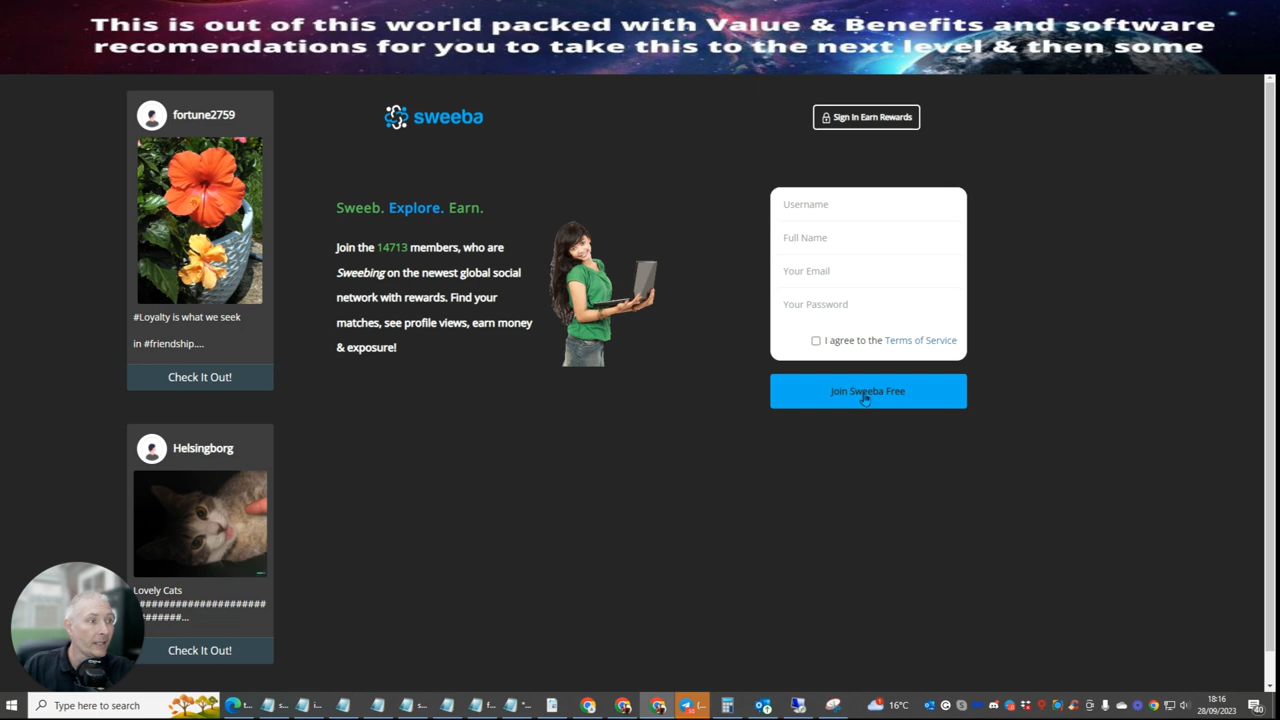 This is out of this world packed with Value & Benefits and software
recomendations for you to take this to the next level & then some
fortune2759
#Loyalty is what we seek
in #friendship....
Check It Out!
Helsingborg
Lovely Cats
Check It Out!
sweeba
Sweeb. Explore. Earn.
Join the 14713 members, who are
Sweebing on the newest global social
network with rewards. Find your
matches, see profile views, earn money
& exposure!
Sign In Earn Rewards
Username
Full Name
Your Email
Your Password
I agree to the Terms of Service
Join Sweeba Free
Type here to search
16°C
18:16
28/09/2023